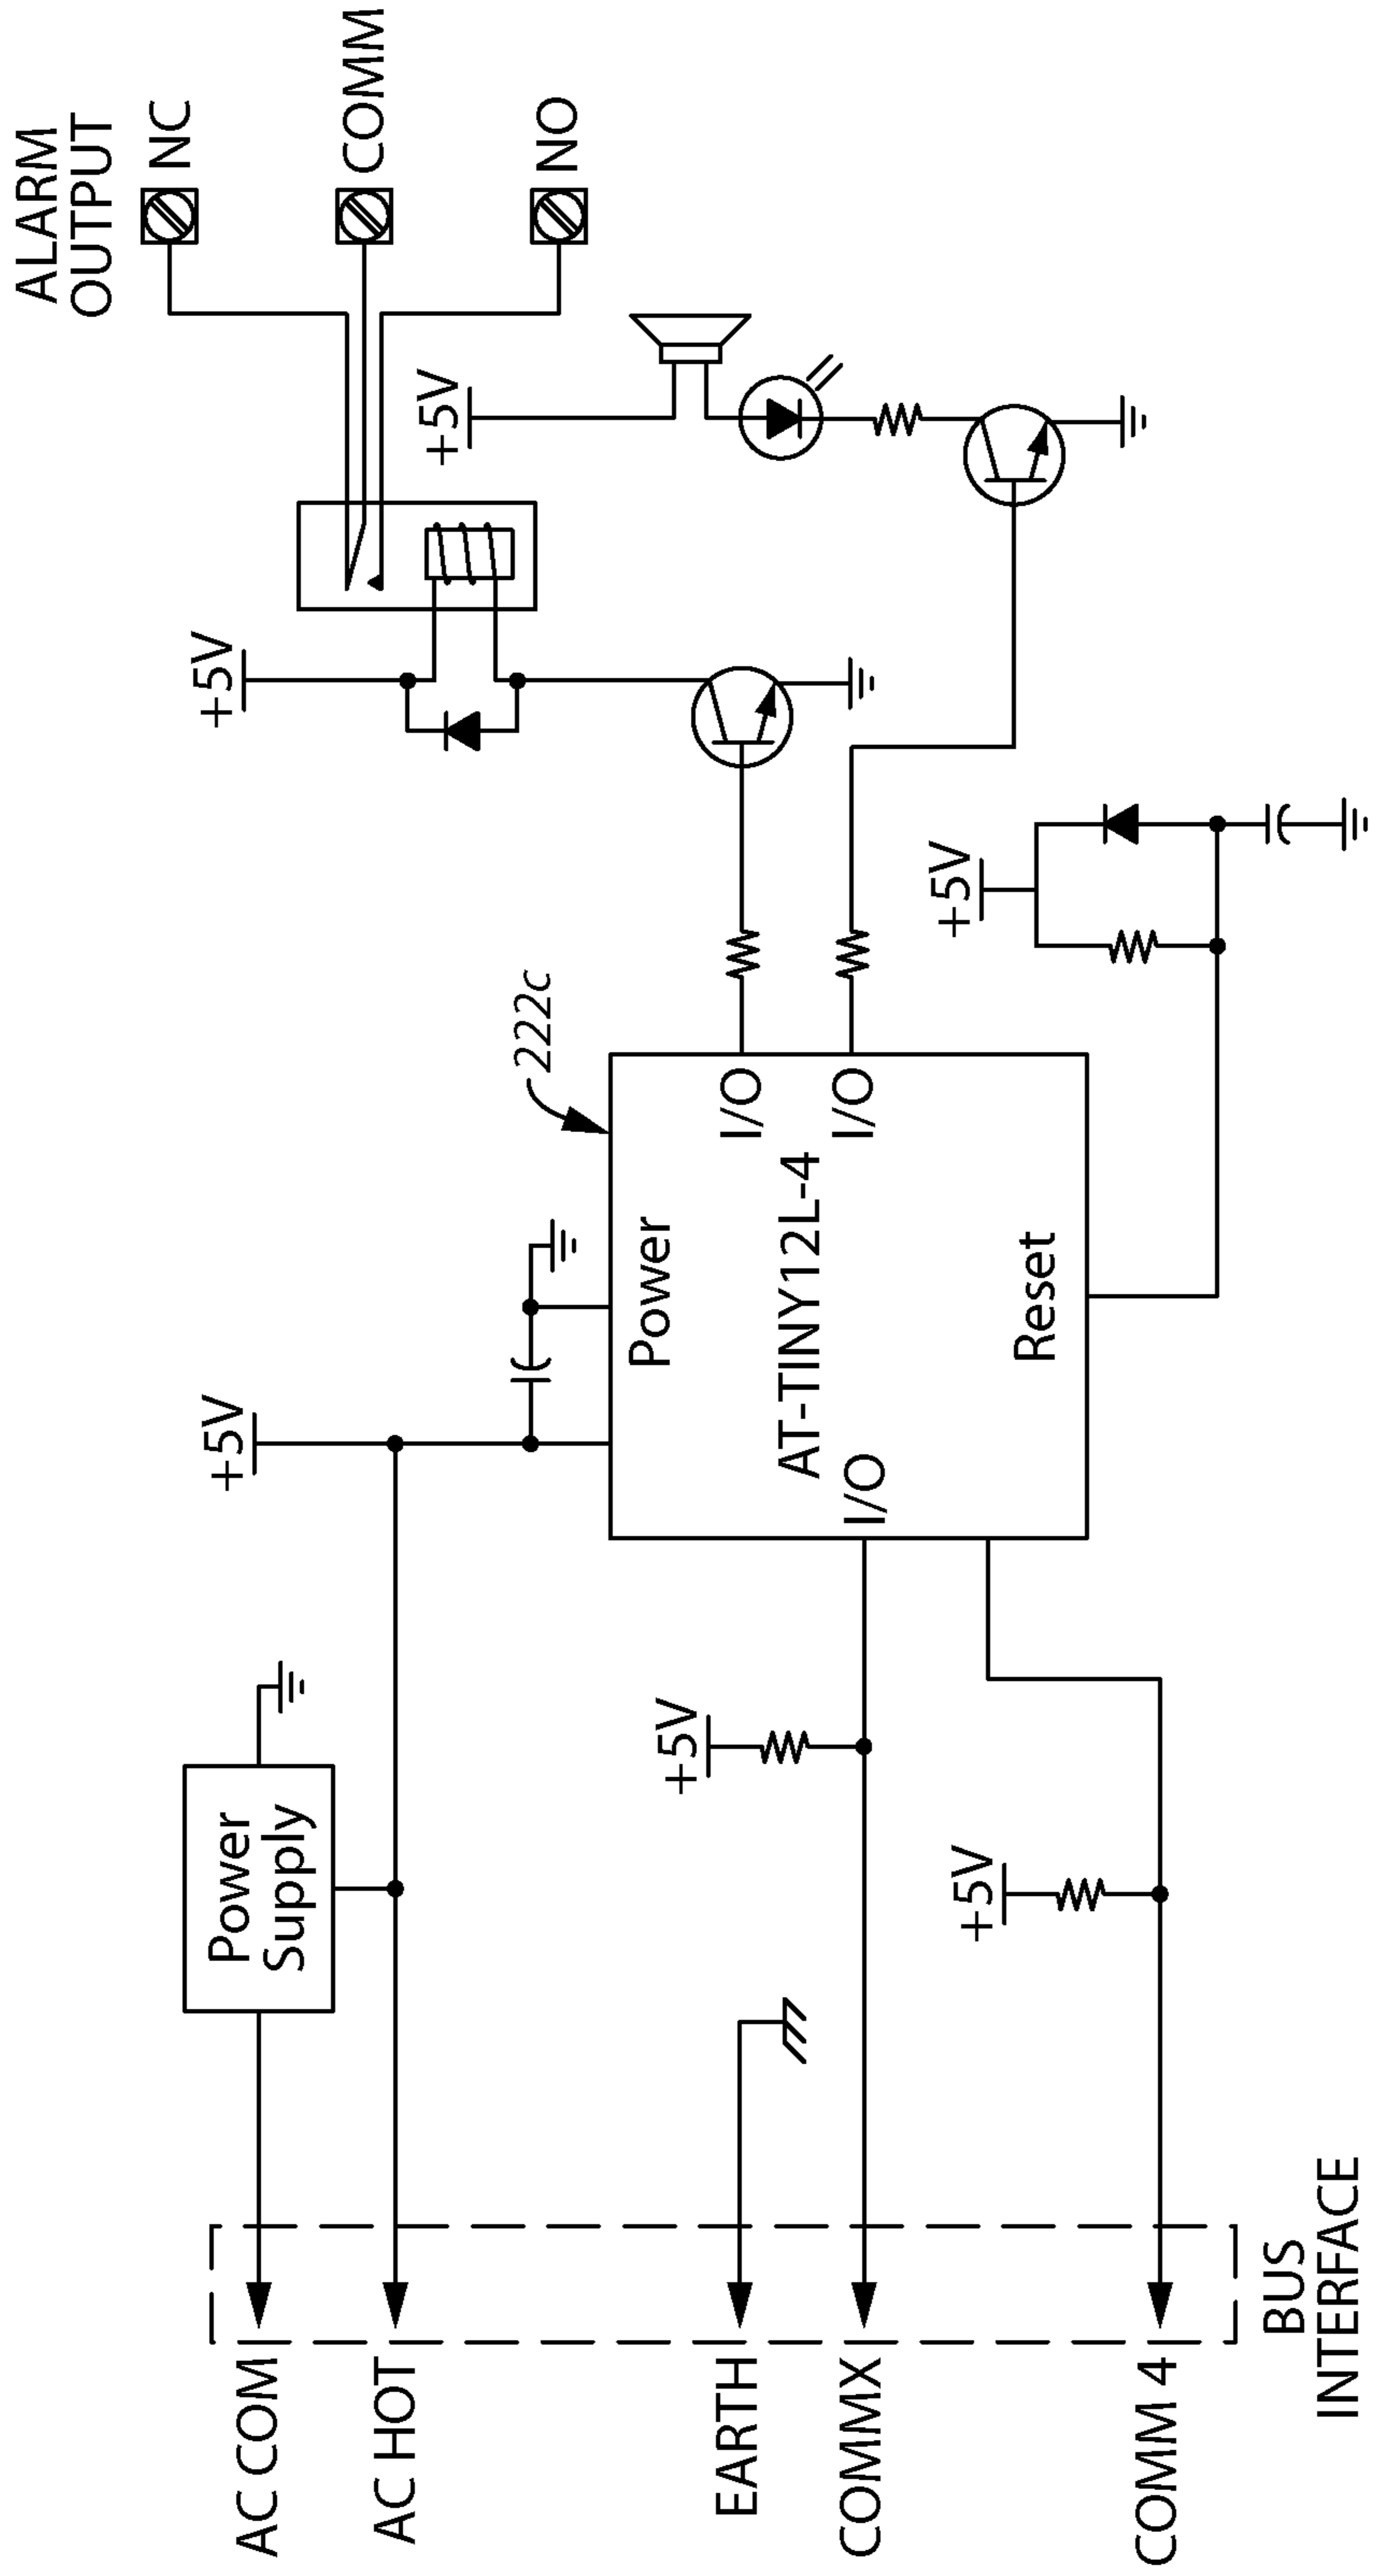 ALARM
OUTPUT
NC
COMM
NO
+5V
+5V
+5V
222c
+5V
Power
Supply
Power
I/O
I/O
AT-TINY12L-4
I/O
Reset
+5V
+5V
AC COM
AC HOT
EARTH
COMMX
COMM 4
BUS
INTERFACE